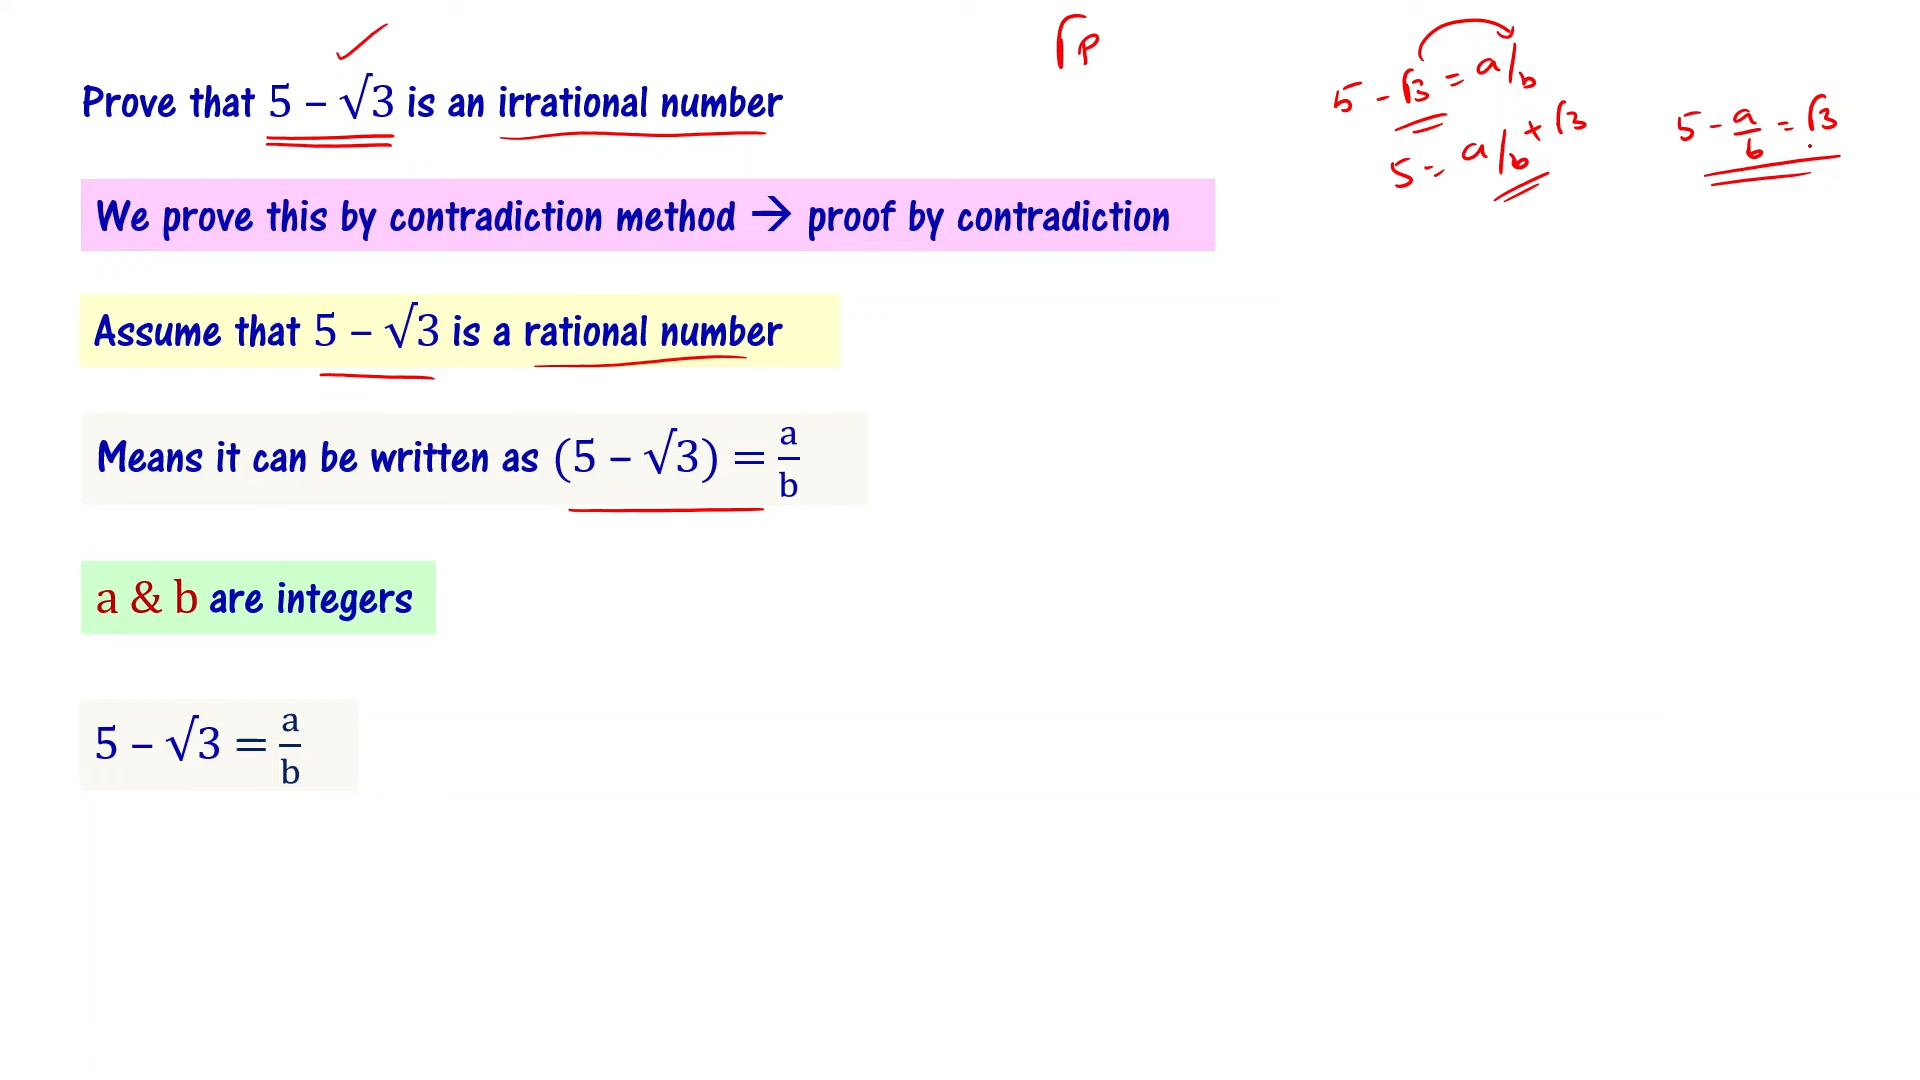 √p
Prove that 5 – √3 is an irrational number
5 - √3 = a/b
5 = a/b + √3
5 - a/b = √3
We prove this by contradiction method → proof by contradiction
Assume that 5 – √3 is a rational number
Means it can be written as (5 – √3) = a/b
a & b are integers
5 – √3 = a/b